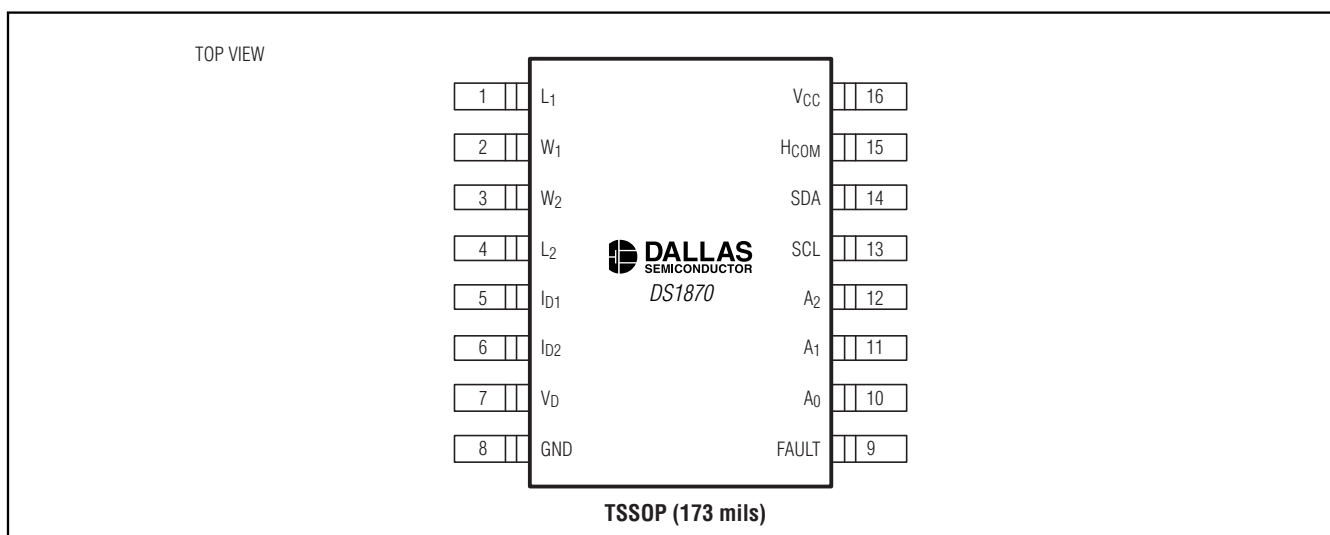 TOP VIEW
1 L1 VCC 16
2 W1 HCOM 15
3 W2 SDA 14
4 L2 SCL 13
DALLAS
SEMICONDUCTOR
DS1870
5 ID1 A2 12
6 ID2 A1 11
7 VD A0 10
8 GND FAULT 9
TSSOP (173 mils)